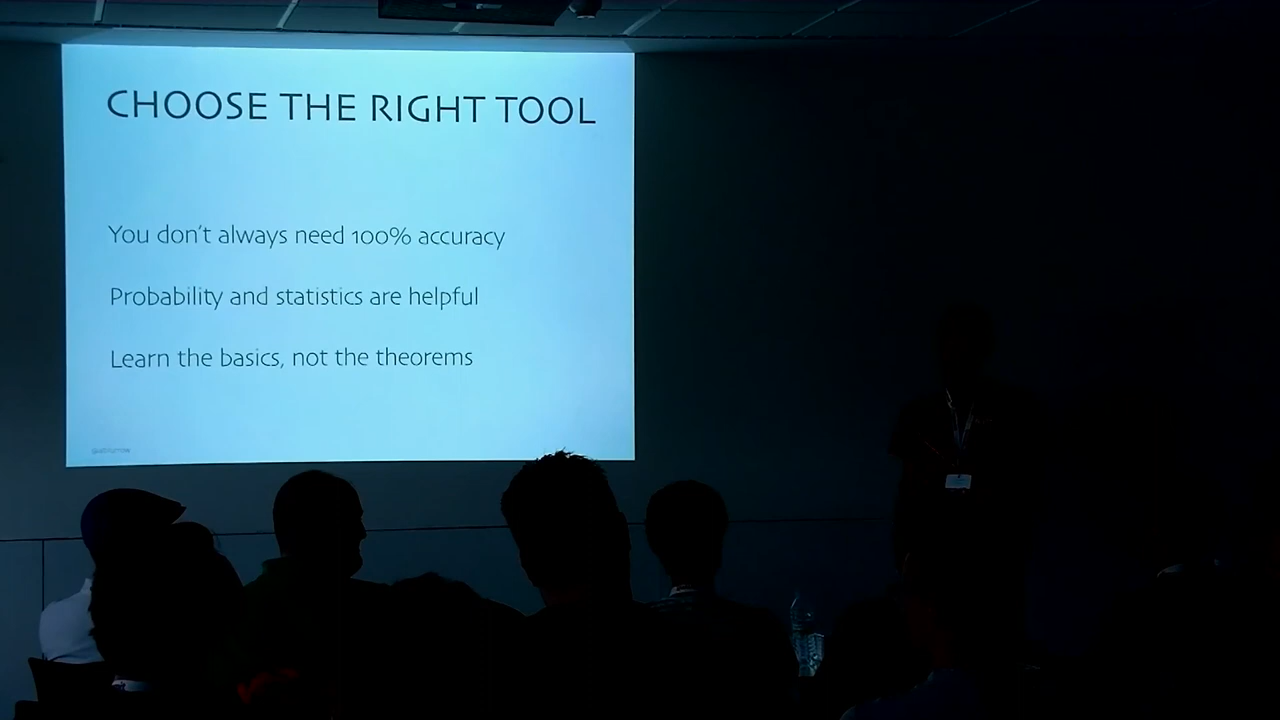 CHOOSE THE RIGHT TOOL
You don't always need 100% accuracy
Probability and statistics are helpful
Learn the basics, not the theorems